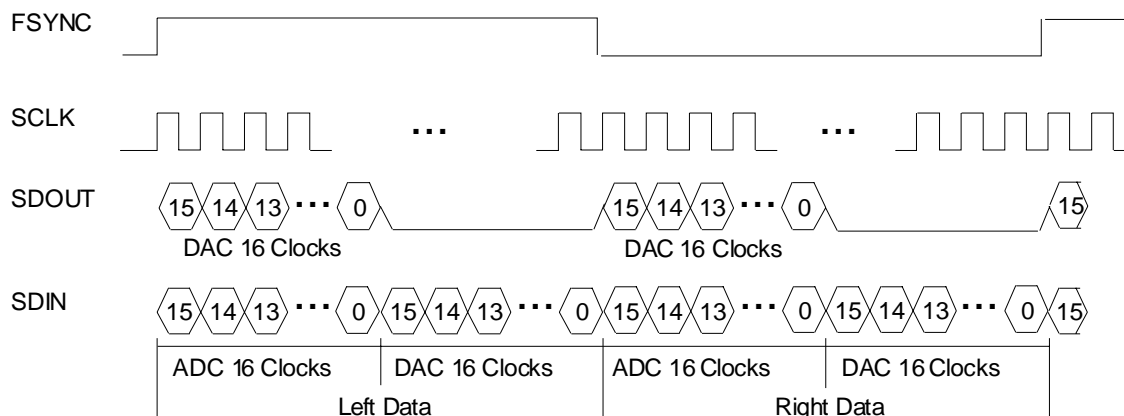 FSYNC
SCLK
...
...
SDOUT
15 14 13 ... 0
15 14 13 ... 0
15
DAC 16 Clocks
DAC 16 Clocks
SDIN
15 14 13 ... 0 15 14 13 ... 0 15 14 13 ... 0 15 14 13 ... 0 15
ADC 16 Clocks
DAC 16 Clocks
ADC 16 Clocks
DAC 16 Clocks
Left Data
Right Data